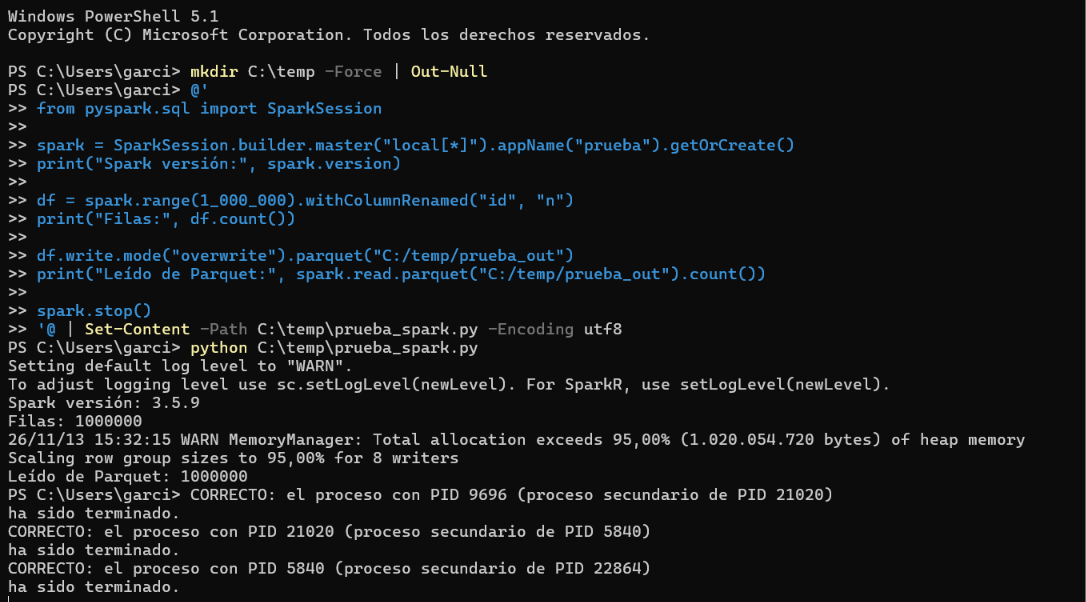 Windows PowerShell 5.1
Copyright (C) Microsoft Corporation. Todos los derechos reservados.

PS C:\Users\garci> mkdir C:\temp -Force | Out-Null
PS C:\Users\garci> @'
>> from pyspark.sql import SparkSession
>>
>> spark = SparkSession.builder.master("local[*]").appName("prueba").getOrCreate()
>> print("Spark versión:", spark.version)
>>
>> df = spark.range(1_000_000).withColumnRenamed("id", "n")
>> print("Filas:", df.count())
>>
>> df.write.mode("overwrite").parquet("C:/temp/prueba_out")
>> print("Leído de Parquet:", spark.read.parquet("C:/temp/prueba_out").count())
>>
>> spark.stop()
>> '@ | Set-Content -Path C:\temp\prueba_spark.py -Encoding utf8
PS C:\Users\garci> python C:\temp\prueba_spark.py
Setting default log level to "WARN".
To adjust logging level use sc.setLogLevel(newLevel). For SparkR, use setLogLevel(newLevel).
Spark versión: 3.5.9
Filas: 1000000
26/11/13 15:32:15 WARN MemoryManager: Total allocation exceeds 95,00% (1.020.054.720 bytes) of heap memory
Scaling row group sizes to 95,00% for 8 writers
Leído de Parquet: 1000000
PS C:\Users\garci> CORRECTO: el proceso con PID 9696 (proceso secundario de PID 21020)
ha sido terminado.
CORRECTO: el proceso con PID 21020 (proceso secundario de PID 5840)
ha sido terminado.
CORRECTO: el proceso con PID 5840 (proceso secundario de PID 22864)
ha sido terminado.